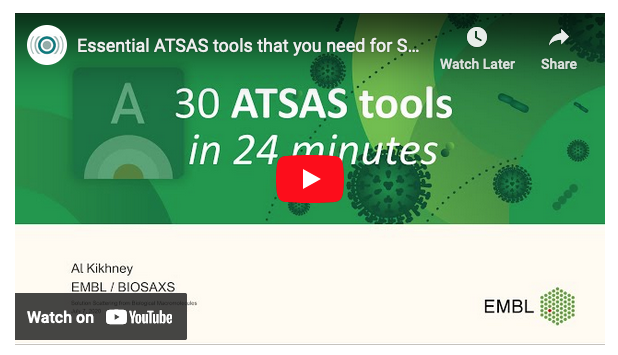 Essential ATSAS tools that you need for S...
Watch Later
Share
A
30 ATSAS tools
in 24 minutes
Al Kikhney
EMBL / BIOSAXS
Solution Scattering from Biological Macromolecules
Watch on YouTube
EMBL